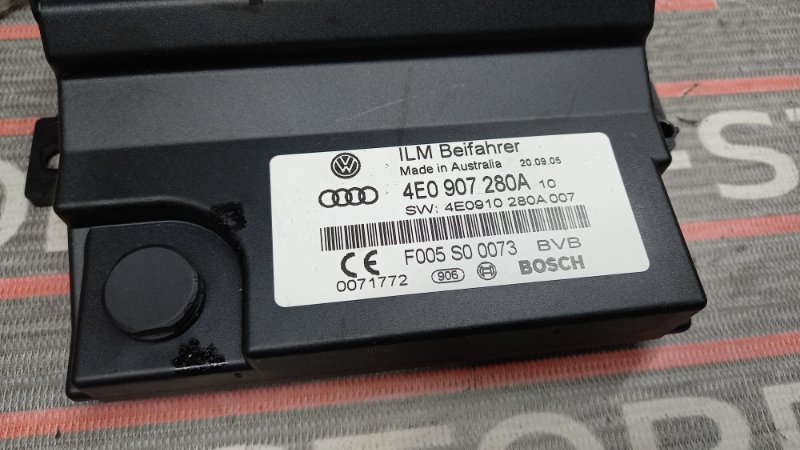 ILM Beifahrer
Made in Australia 20.09.05
4E0 907 280A 10
SW: 4E0910 280A 007
F005 S0 0073 BVB
CE 0071772 906 BOSCH